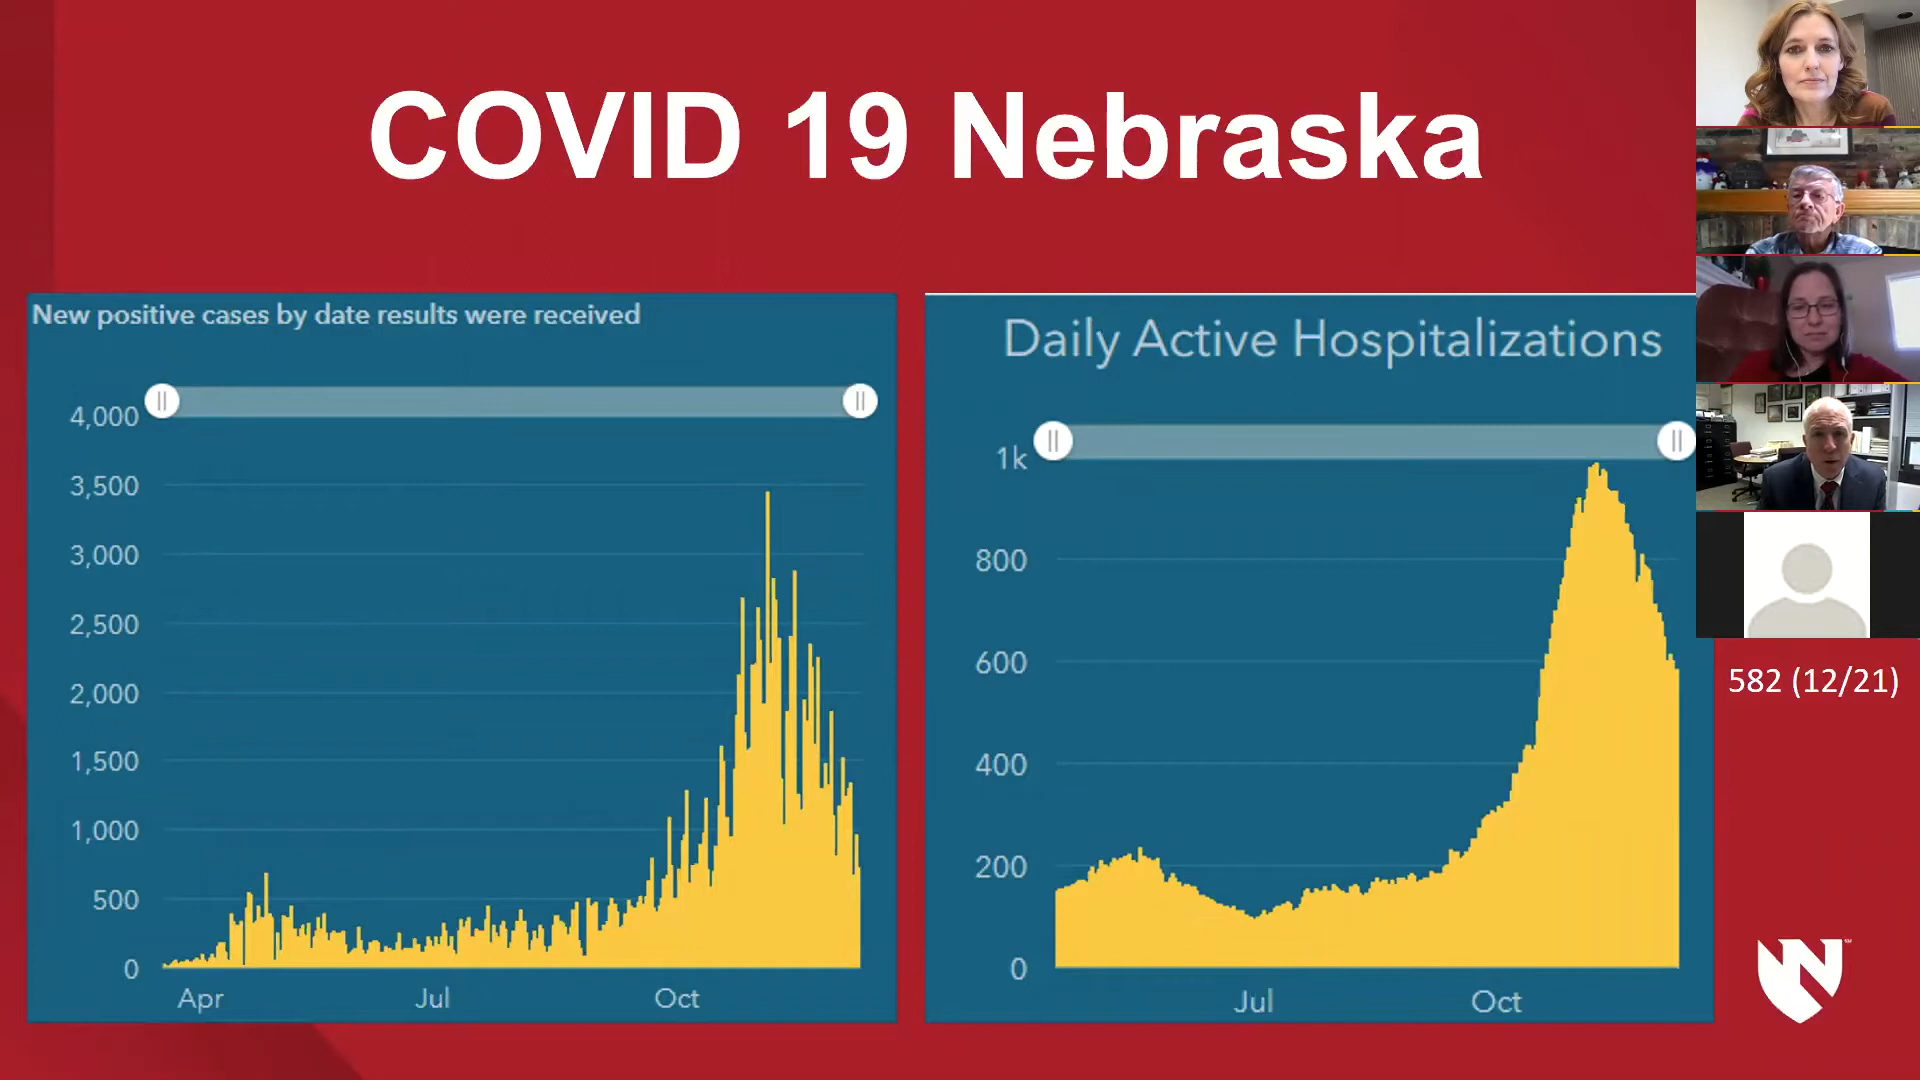 COVID 19 Nebraska
New positive cases by date results were received
4,000
3,500
3,000
2,500
2,000
1,500
1,000
500
0
Apr Jul Oct
Daily Active Hospitalizations
1k
800
600
400
200
0
Jul Oct
582 (12/21)
N
SM